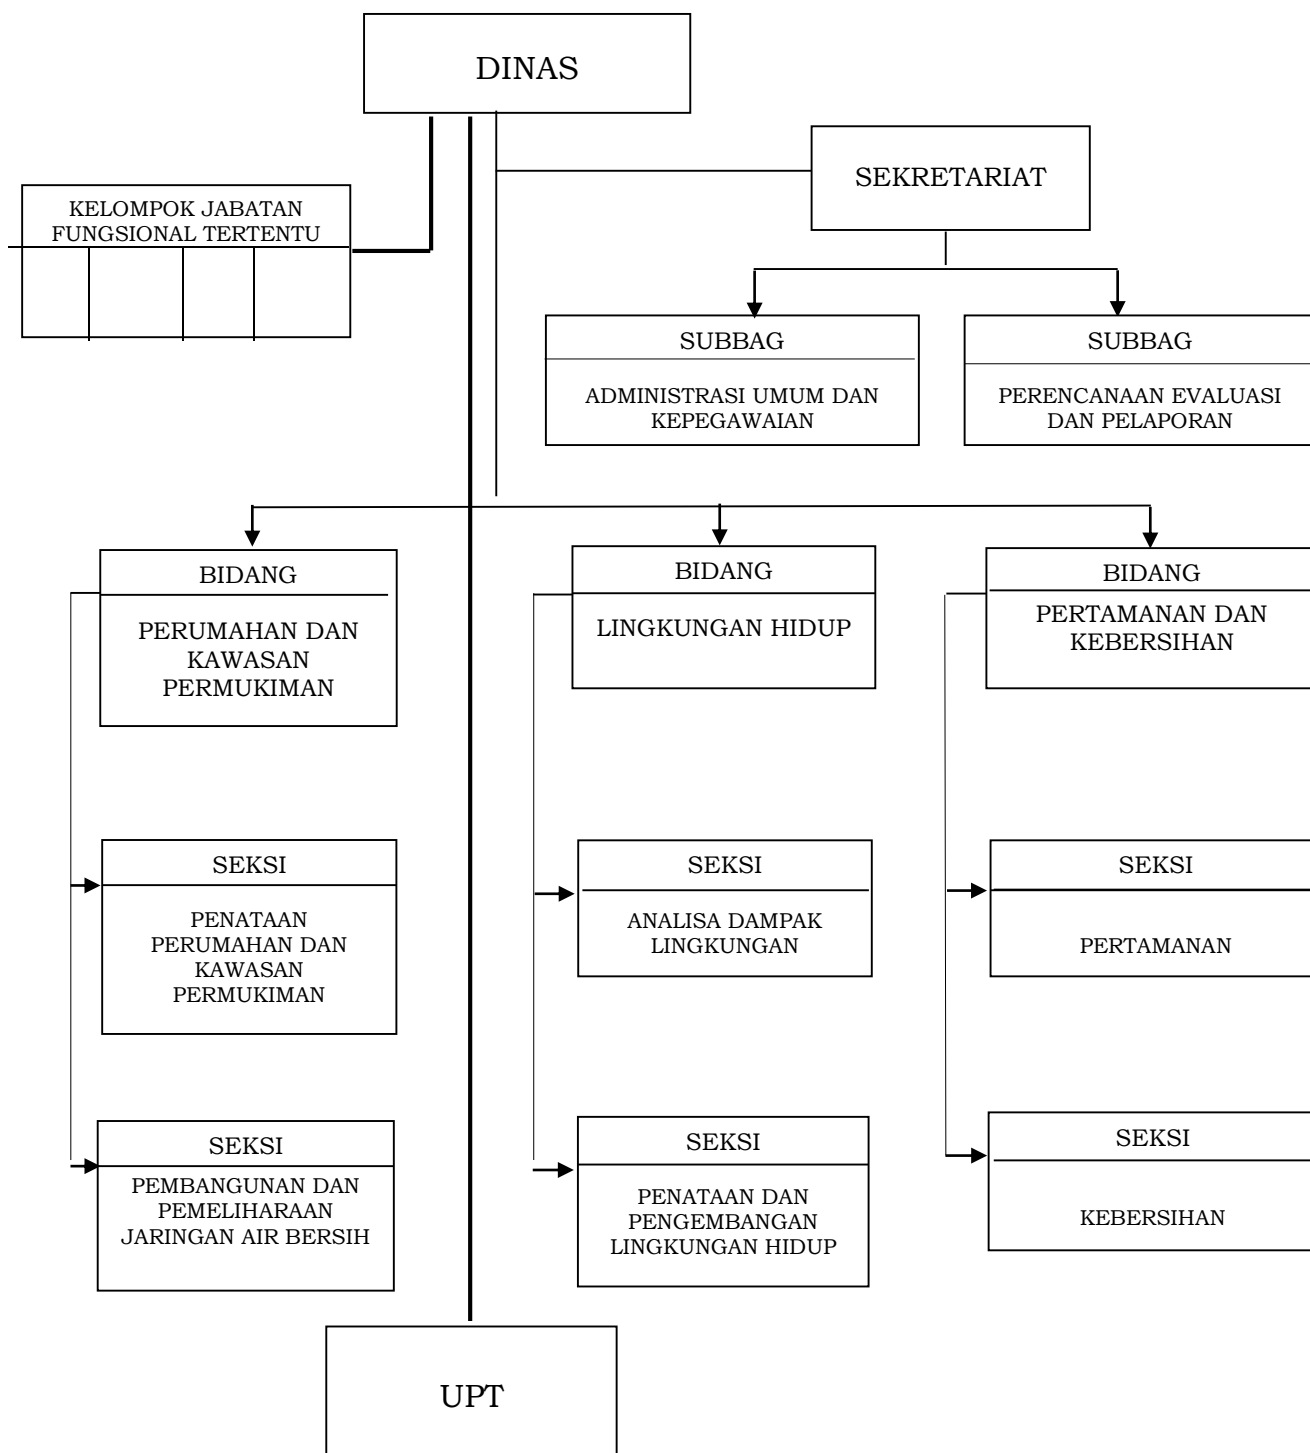 DINAS
SEKRETARIAT
KELOMPOK JABATAN
FUNGSIONAL TERTENTU
SUBBAG
ADMINISTRASI UMUM DAN
KEPEGAWAIAN
SUBBAG
PERENCANAAN EVALUASI
DAN PELAPORAN
BIDANG
PERUMAHAN DAN
KAWASAN
PERMUKIMAN
BIDANG
LINGKUNGAN HIDUP
BIDANG
PERTAMANAN DAN
KEBERSIHAN
SEKSI
PENATAAN
PERUMAHAN DAN
KAWASAN
PERMUKIMAN
SEKSI
ANALISA DAMPAK
LINGKUNGAN
SEKSI
PERTAMANAN
SEKSI
PEMBANGUNAN DAN
PEMELIHARAAN
JARINGAN AIR BERSIH
SEKSI
PENATAAN DAN
PENGEMBANGAN
LINGKUNGAN HIDUP
SEKSI
KEBERSIHAN
UPT